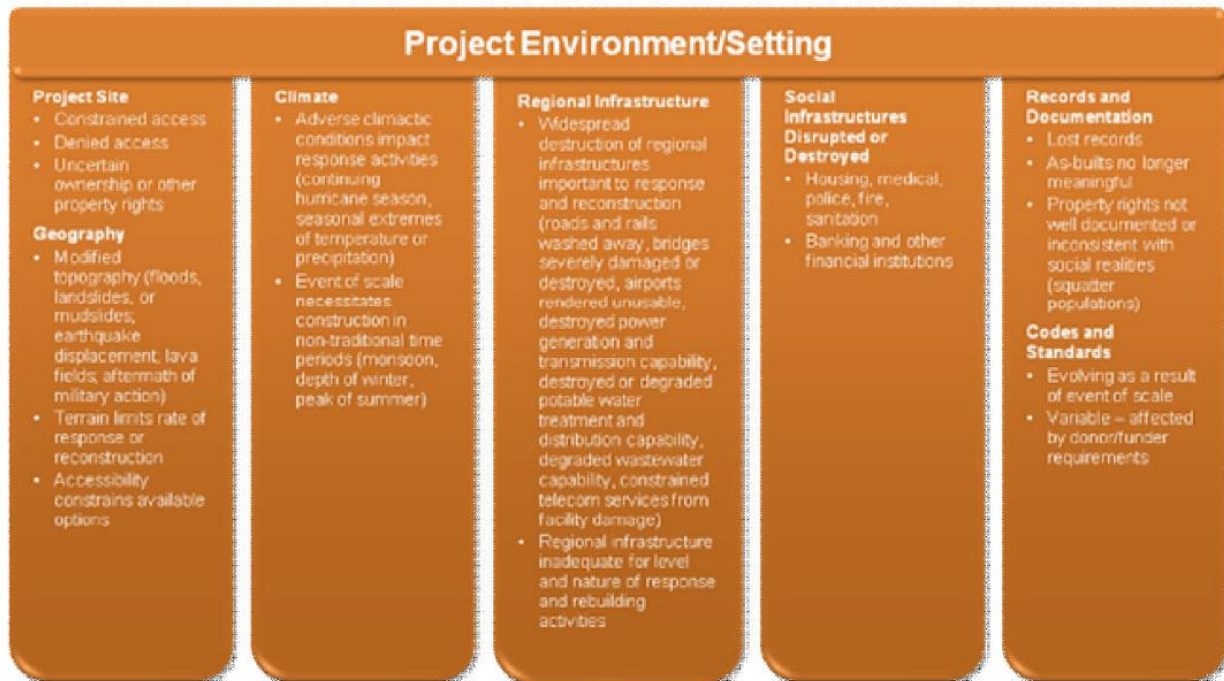 Project Environment/Setting
Project Site
• Constrained access
• Denied access
• Uncertain
ownership or other
property rights
Geography
• Modified
topography (floods,
landslides, or
mudslides;
earthquake
displacement, lava
fields; aftermath of
military action)
• Terrain limits rate of
response or
reconstruction
• Accessibility
constrains available
options
Climate
• Adverse climactic
conditions impact
response activities
(continuing
hurricane season,
seasonal extremes
of temperature or
precipitation)
• Event of scale
necessitates
construction in
non-traditional time
periods (monsoon,
depth of winter,
peak of summer)
Regional Infrastructure
• Widespread
destruction of regional
infrastructures
important to response
and reconstruction
(roads and rails
washed away, bridges
severely damaged or
destroyed, airports
rendered unusable,
destroyed power
generation and
transmission capability,
destroyed or degraded
potable water
treatment and
distribution capability,
degraded wastewater
capability, constrained
telecom services from
facility damage)
• Regional infrastructure
inadequate for level
and nature of response
and rebuilding
activities
Social
Infrastructures
Disrupted or
Destroyed
• Housing, medical,
police, fire,
sanitation
• Banking and other
financial institutions
Records and
Documentation
• Lost records
• As-builts no longer
meaningful
• Property rights not
well documented or
inconsistent with
social realities
(squatter
populations)
Codes and
Standards
• Evolving as a result
of event of scale
• Variable – affected
by donor/funder
requirements